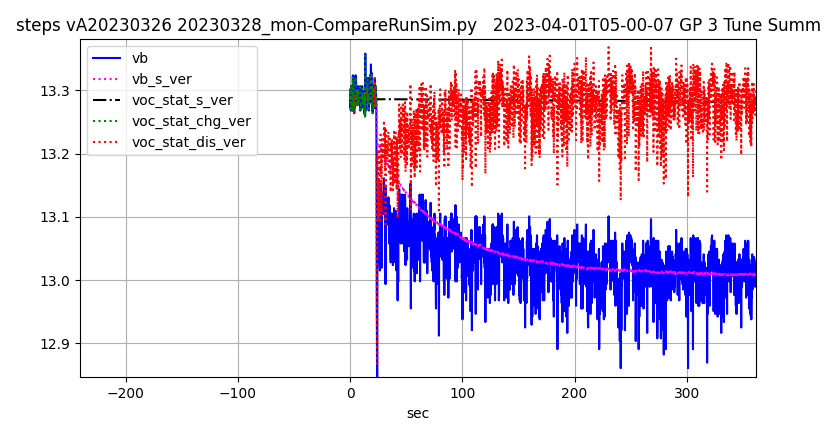 steps vA20230326 20230328_mon-CompareRunSim.py   2023-04-01T05-00-07 GP 3 Tune Summ
vb
vb_s_ver
voc_stat_s_ver
voc_stat_chg_ver
voc_stat_dis_ver
13.3
13.2
13.1
13.0
12.9
−200 −100 0 100 200 300
sec